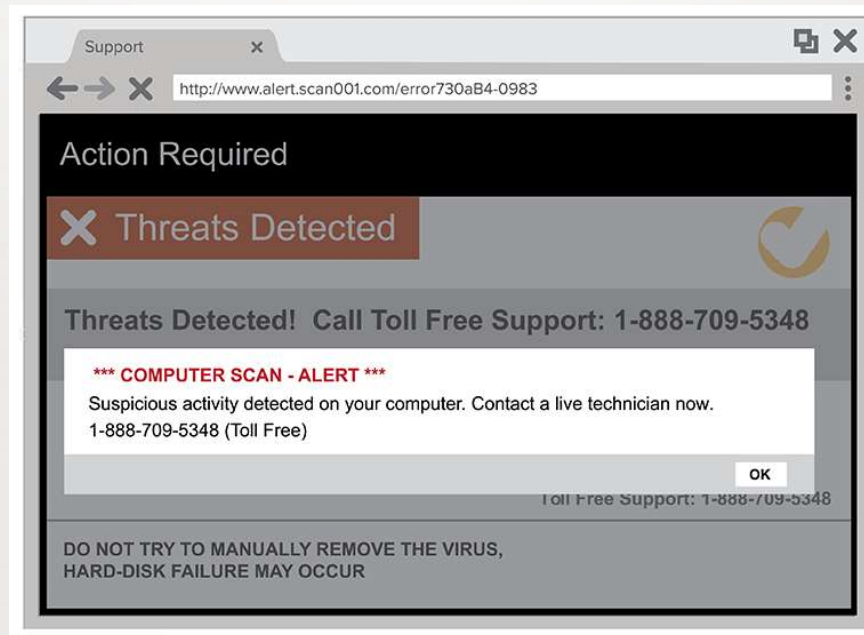 Support
http://www.alert.scan001.com/error730aB4-0983
Action Required
Threats Detected
Threats Detected! Call Toll Free Support: 1-888-709-5348
*** COMPUTER SCAN - ALERT ***
Suspicious activity detected on your computer. Contact a live technician now.
1-888-709-5348 (Toll Free)
OK
Toll Free Support: 1-888-709-5348
DO NOT TRY TO MANUALLY REMOVE THE VIRUS,
HARD-DISK FAILURE MAY OCCUR